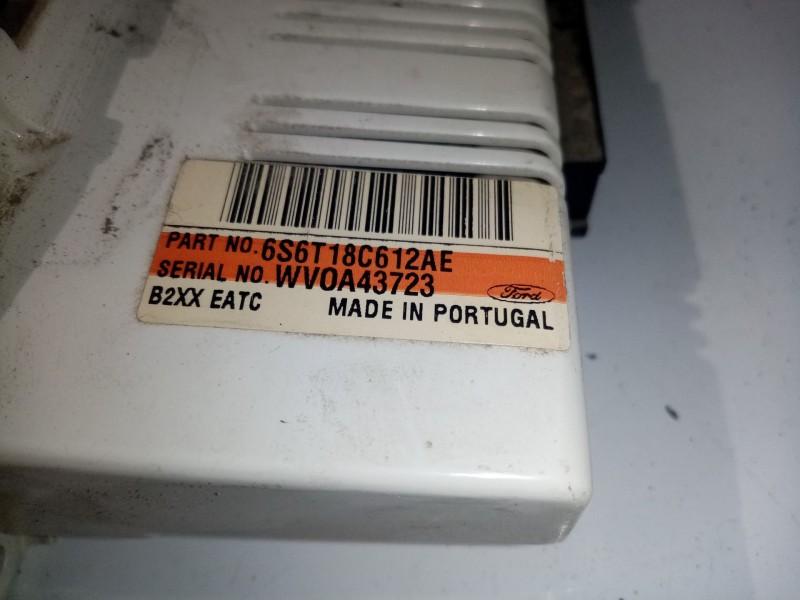 PART NO. 6S6T18C612AE
SERIAL NO. WV0A43723
Ford
B2XX EATC MADE IN PORTUGAL